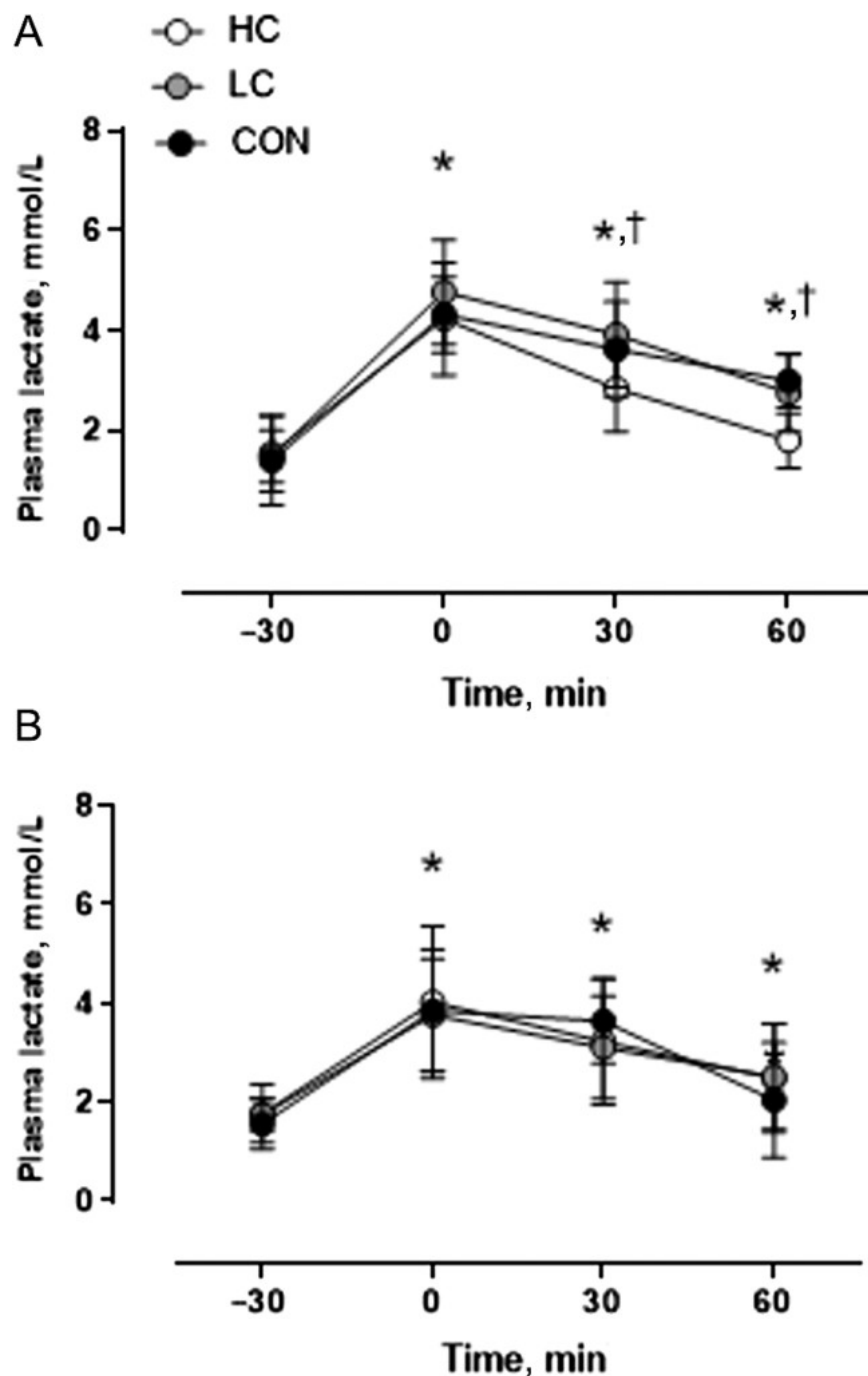 A
HC
LC
CON
Plasma lactate, mmol/L
8
6
4
2
0
*
*,†
*,†
–30 0 30 60
Time, min
B
Plasma lactate, mmol/L
8
6
4
2
0
*
*
*
–30 0 30 60
Time, min